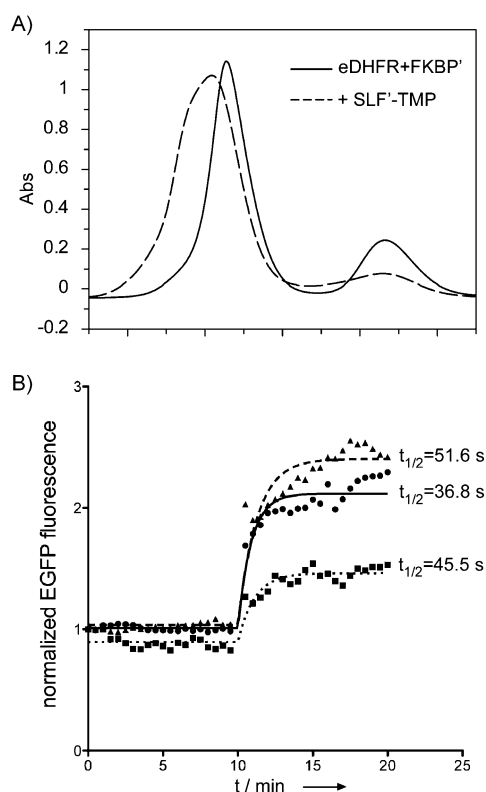 A)
1.2
1
0.8
0.6
0.4
0.2
0
-0.2
Abs
eDHFR+FKBP'
+ SLF'-TMP
B)
3
2
1
0
normalized EGFP fluorescence
t1/2=51.6 s
t1/2=36.8 s
t1/2=45.5 s
0 5 10 15 20 25
t / min